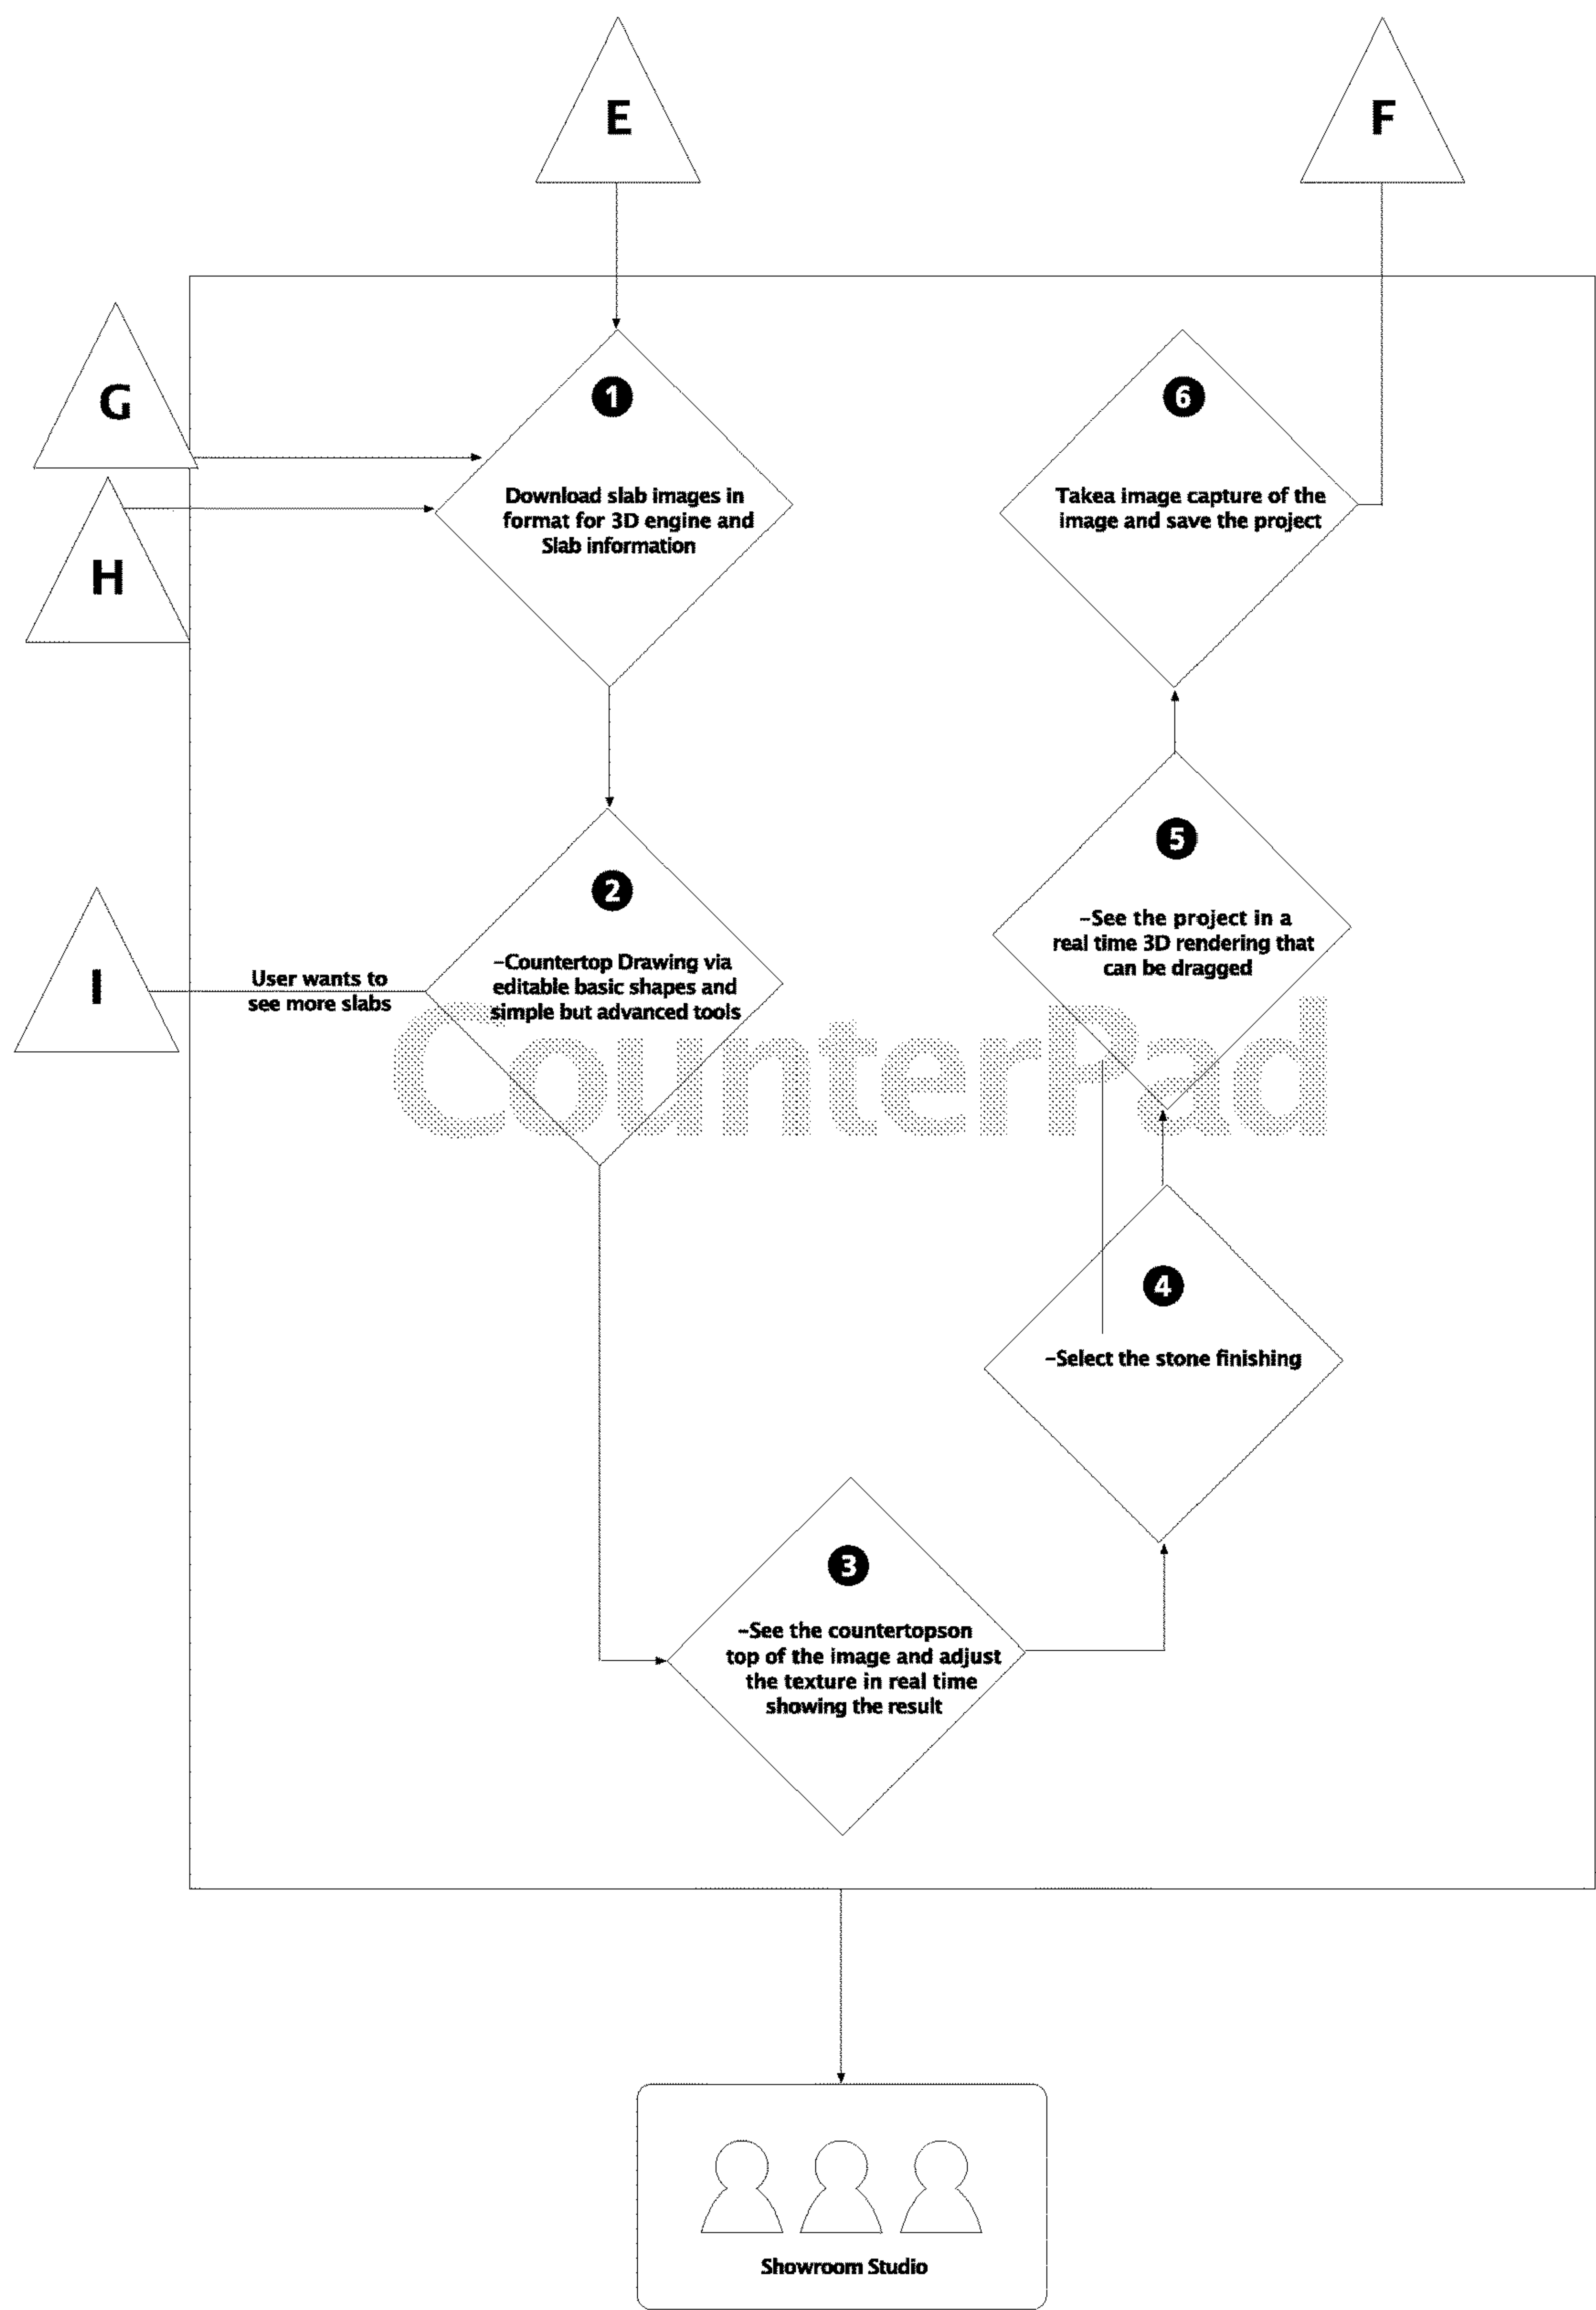 E
F
G
H
1
Download slab images in
format for 3D engine and
Slab information
6
Takea image capture of the
image and save the project
2
-Countertop Drawing via
editable basic shapes and
simple but advanced tools
I
User wants to
see more slabs
5
-See the project in a
real time 3D rendering that
can be dragged
CounterPad
4
-Select the stone finishing
3
-See the countertopson
top of the image and adjust
the texture in real time
showing the result
Showroom Studio